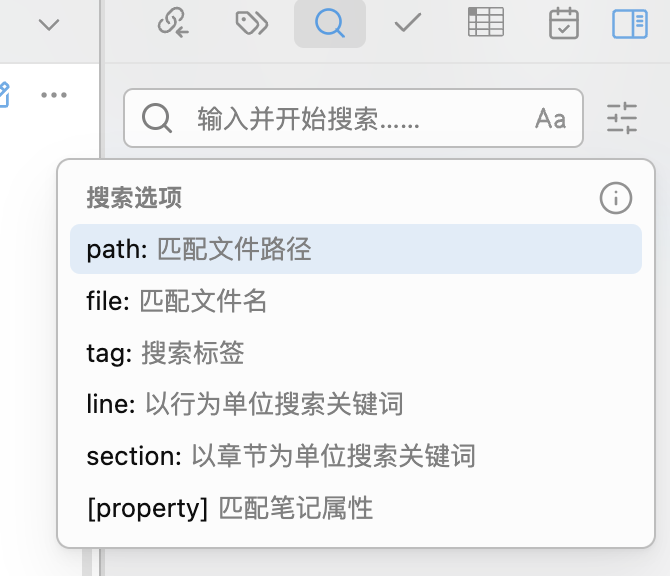 输入并开始搜索…… Aa
搜索选项
path: 匹配文件路径
file: 匹配文件名
tag: 搜索标签
line: 以行为单位搜索关键词
section: 以章节为单位搜索关键词
[property] 匹配笔记属性